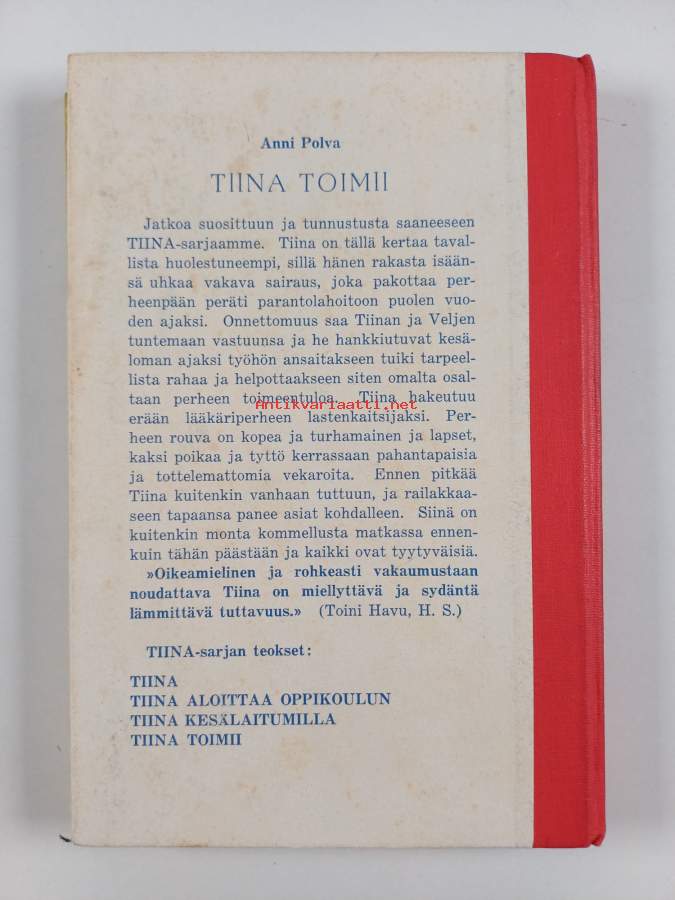 Anni Polva
TIINA TOIMII
Jatkoa suosittuun ja tunnustusta saaneeseen
TIINA-sarjaamme. Tiina on tällä kertaa taval-
lista huolestuneempi, sillä hänen rakasta isään-
sä uhkaa vakava sairaus, joka pakottaa per-
heenpään peräti parantolahoitoon puolen vuo-
den ajaksi. Onnettomuus saa Tiinan ja Veljen
tuntemaan vastuunsa ja he hankkiutuvat kesä-
loman ajaksi työhön ansaitakseen tuiki tarpeel-
lista rahaa ja helpottaakseen siten omalta osal-
taan perheen toimeentuloa. Tiina hakeutuu
Antikvariaatti.net
erään lääkäriperheen lastenkaitsijaksi. Per-
heen rouva on kopea ja turhamainen ja lapset,
kaksi poikaa ja tyttö kerrassaan pahantapaisia
ja tottelemattomia vekaroita. Ennen pitkää
Tiina kuitenkin vanhaan tuttuun, ja railakkaa-
seen tapaansa panee asiat kohdalleen. Siinä on
kuitenkin monta kommellusta matkassa ennen-
kuin tähän päästään ja kaikki ovat tyytyväisiä.
»Oikeamielinen ja rohkeasti vakaumustaan
noudattava Tiina on miellyttävä ja sydäntä
lämmittävä tuttavuus.» (Toini Havu, H. S.)
TIINA-sarjan teokset:
TIINA
TIINA ALOITTAA OPPIKOULUN
TIINA KESÄLAITUMILLA
TIINA TOIMII